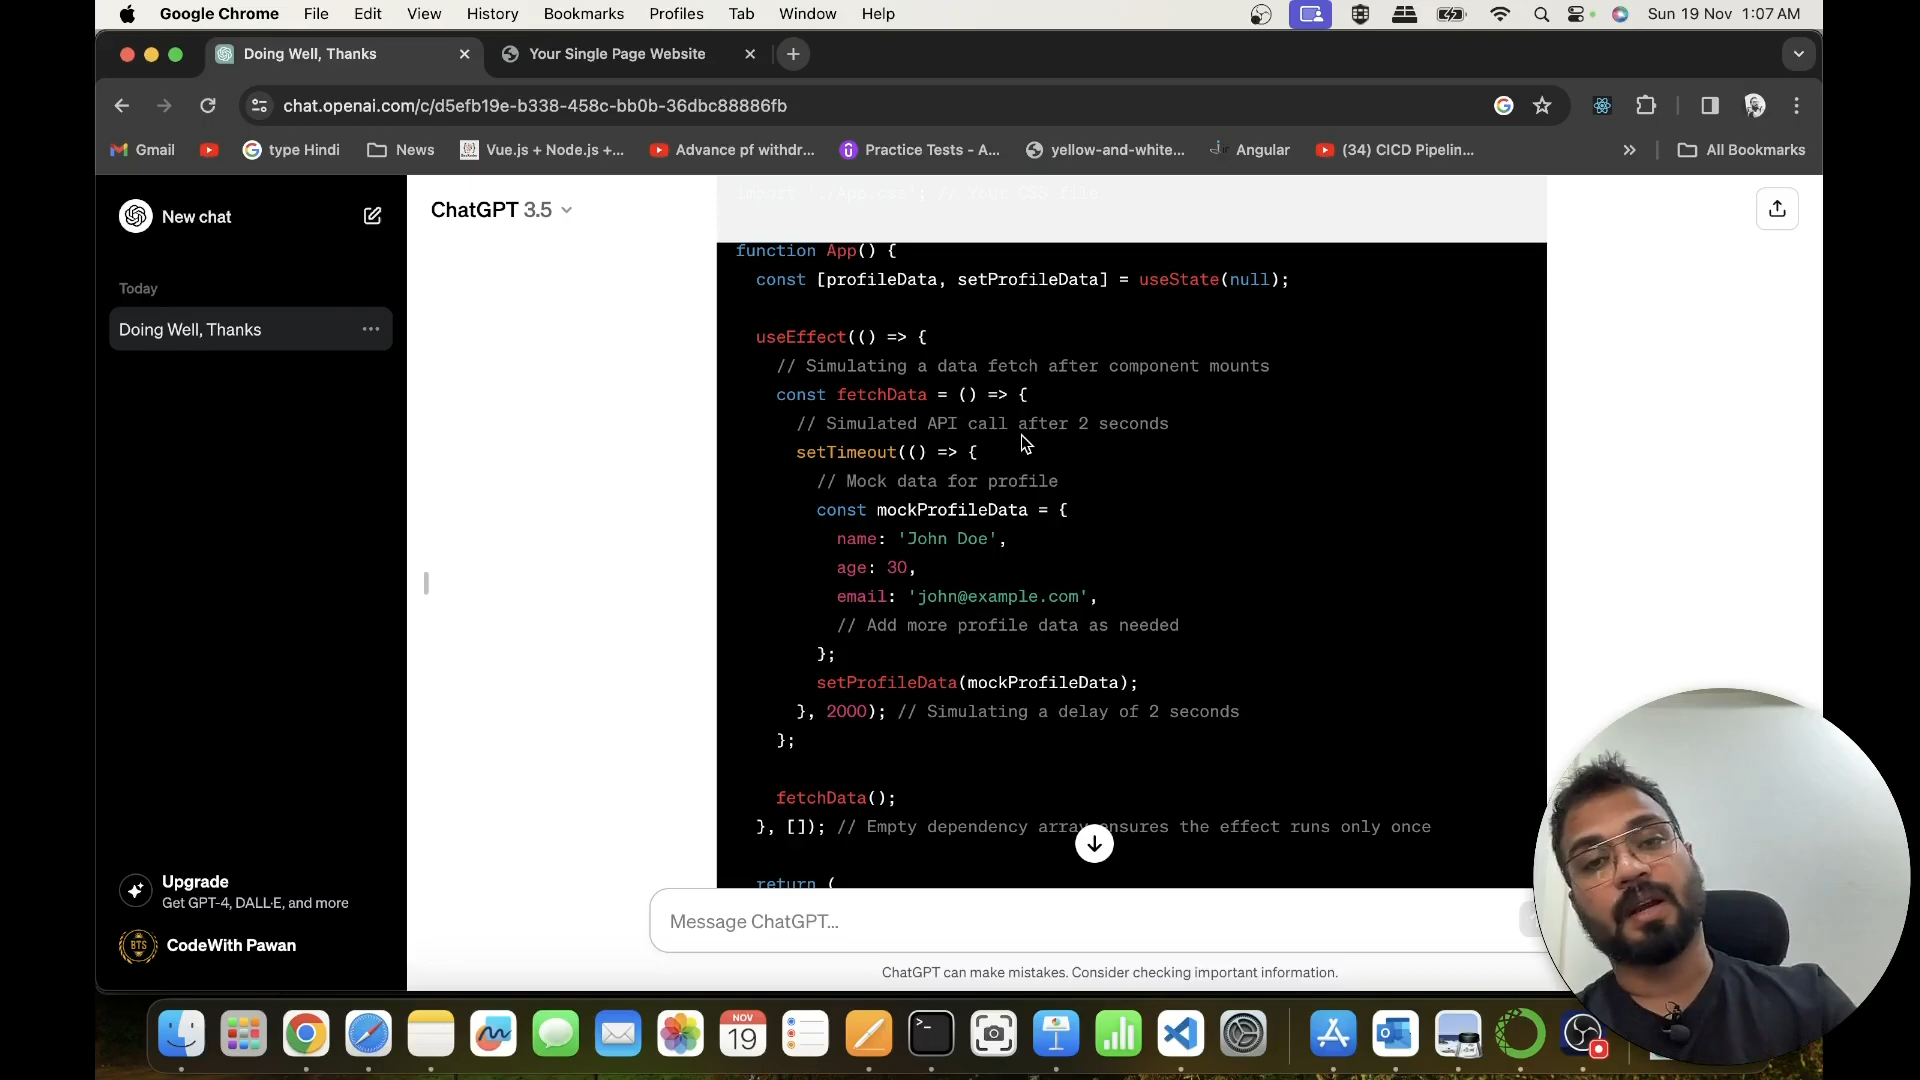 Google Chrome File Edit View History Bookmarks Profiles Tab Window Help Sun 19 Nov 1:07 AM
Doing Well, Thanks Your Single Page Website
chat.openai.com/c/d5efb19e-b338-458c-bb0b-36dbc88886fb
Gmail type Hindi News Vue.js + Node.js +... Advance pf withdr... Practice Tests - A... yellow-and-white... Angular (34) CICD Pipelin... » All Bookmarks
New chat
Today
Doing Well, Thanks
Upgrade
Get GPT-4, DALL·E, and more
BTS CodeWith Pawan
ChatGPT 3.5
import './App.css'; // Your CSS file
function App() {
const [profileData, setProfileData] = useState(null);
useEffect(() => {
// Simulating a data fetch after component mounts
const fetchData = () => {
// Simulated API call after 2 seconds
setTimeout(() => {
// Mock data for profile
const mockProfileData = {
name: 'John Doe',
age: 30,
email: 'john@example.com',
// Add more profile data as needed
};
setProfileData(mockProfileData);
}, 2000); // Simulating a delay of 2 seconds
};
fetchData();
}, []); // Empty dependency array ensures the effect runs only once
return (
Message ChatGPT...
ChatGPT can make mistakes. Consider checking important information.
NOV
19